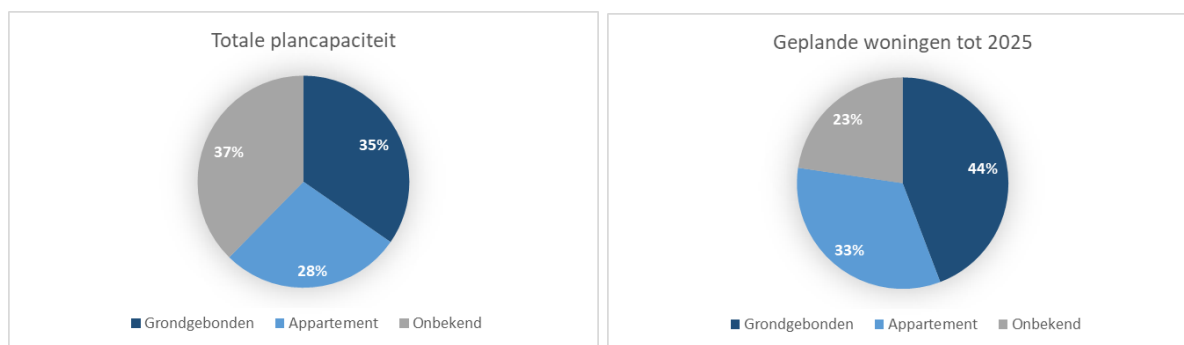 Totale plancapaciteit
35%
37%
28%
Grondgebonden Appartement Onbekend
Geplande woningen tot 2025
23%
44%
33%
Grondgebonden Appartement Onbekend